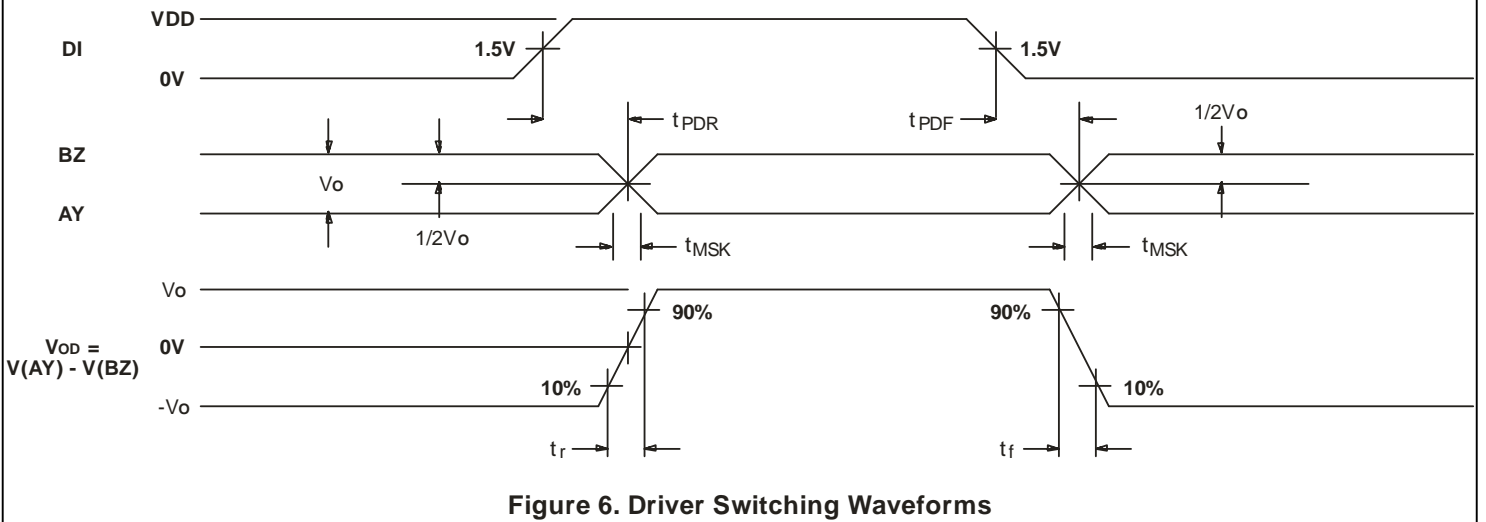 VDD
DI
1.5V
1.5V
0V
tPDR
tPDF
1/2Vo
BZ
Vo
AY
1/2Vo
tMSK
tMSK
Vo
90%
90%
VOD =
V(AY) - V(BZ)
0V
10%
10%
-Vo
tr
tf
Figure 6. Driver Switching Waveforms